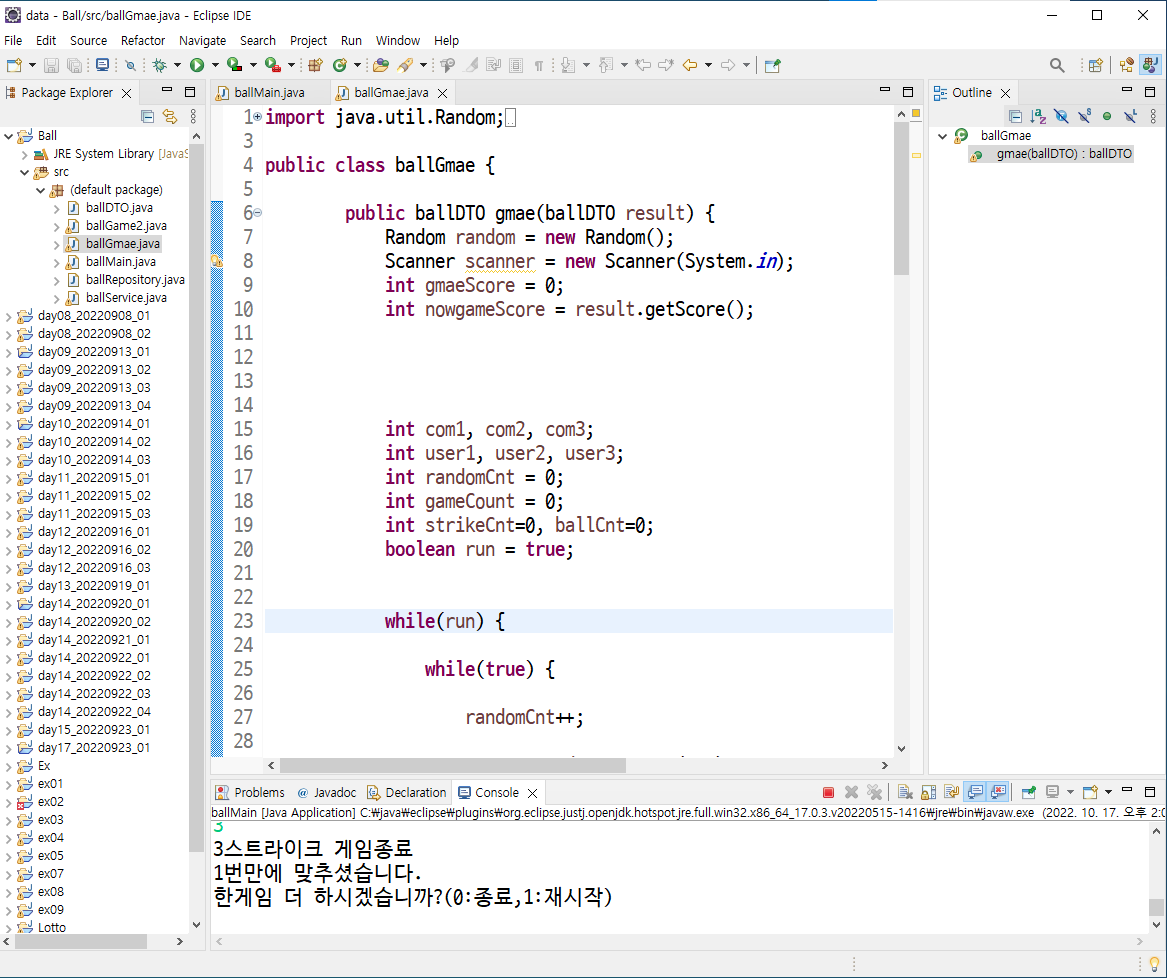 data - Ball/src/ballGmae.java - Eclipse IDE
File Edit Source Refactor Navigate Search Project Run Window Help
Package Explorer
Ball
JRE System Library [JavaS
src
(default package)
ballDTO.java
ballGame2.java
ballGmae.java
ballMain.java
ballRepository.java
ballService.java
day08_20220908_01
day08_20220908_02
day09_20220913_01
day09_20220913_02
day09_20220913_03
day09_20220913_04
day10_20220914_01
day10_20220914_02
day10_20220914_03
day11_20220915_01
day11_20220915_02
day11_20220915_03
day12_20220916_01
day12_20220916_02
day12_20220916_03
day13_20220919_01
day14_20220920_01
day14_20220920_02
day14_20220921_01
day14_20220922_01
day14_20220922_02
day14_20220922_03
day14_20220922_04
day15_20220923_01
day17_20220923_01
Ex
ex01
ex02
ex03
ex04
ex05
ex07
ex08
ex09
Lotto
ballMain.java ballGmae.java
1 import java.util.Random;
3
4 public class ballGmae {
5
6 public ballDTO gmae(ballDTO result) {
7 Random random = new Random();
8 Scanner scanner = new Scanner(System.in);
9 int gmaeScore = 0;
10 int nowgameScore = result.getScore();
11
12
13
14
15 int com1, com2, com3;
16 int user1, user2, user3;
17 int randomCnt = 0;
18 int gameCount = 0;
19 int strikeCnt=0, ballCnt=0;
20 boolean run = true;
21
22
23 while(run) {
24
25 while(true) {
26
27 randomCnt++;
28
Outline
ballGmae
gmae(ballDTO) : ballDTO
Problems @ Javadoc Declaration Console
ballMain [Java Application] C:₩java₩eclipse₩plugins₩org.eclipse.justj.openjdk.hotspot.jre.full.win32.x86_64_17.0.3.v20220515-1416₩jre₩bin₩javaw.exe (2022. 10. 17. 오후 2:0
3
3스트라이크 게임종료
1번만에 맞추셨습니다.
한게임 더 하시겠습니까?(0:종료,1:재시작)